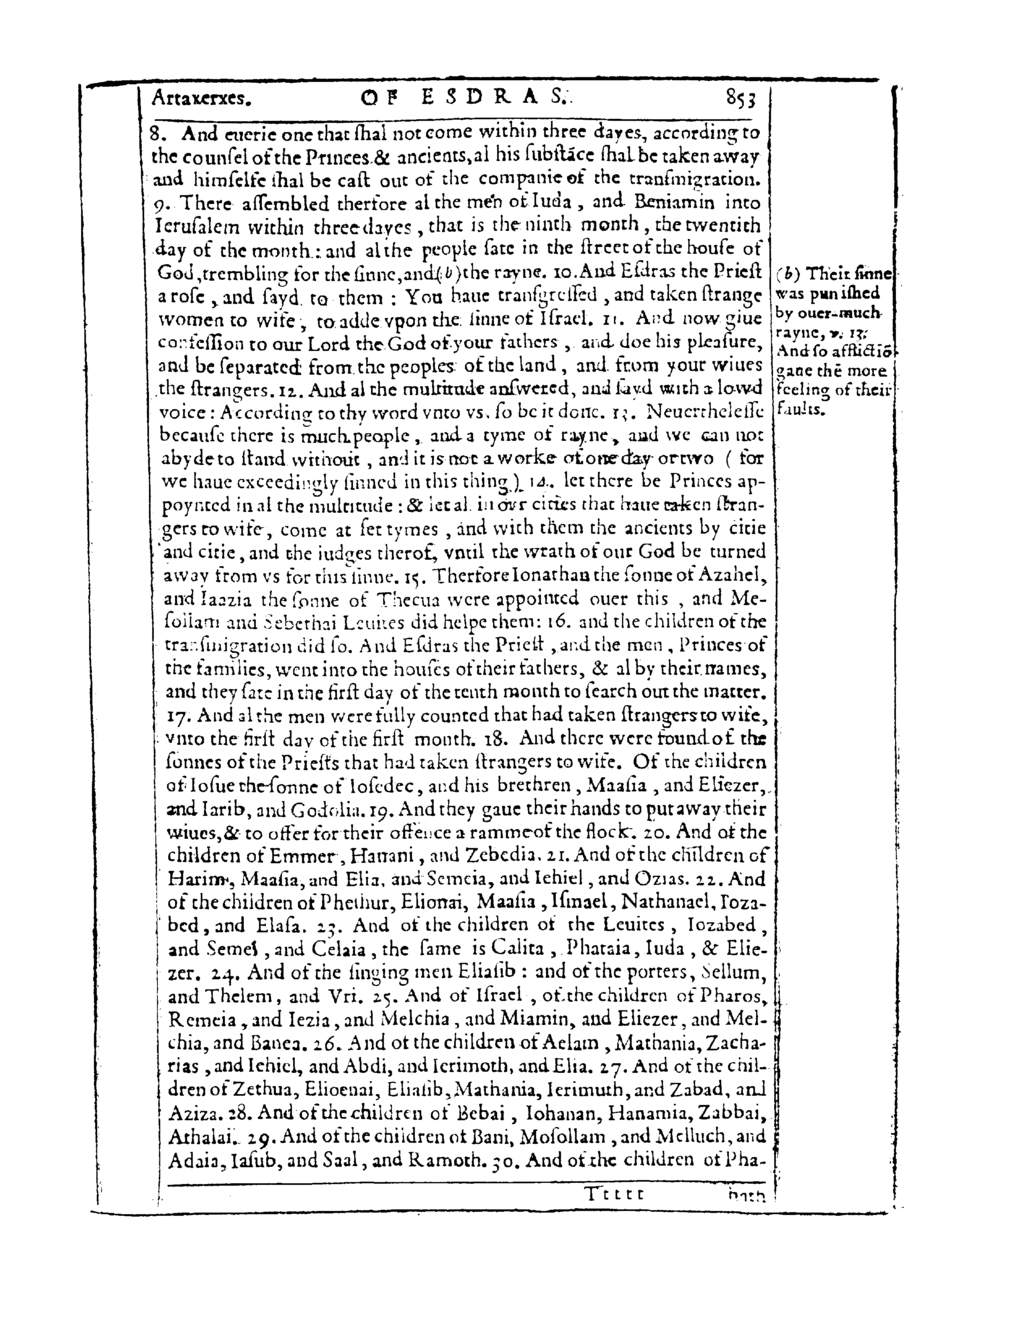 Artaxerxes. OF ESDRAS. 853
8. And euerie one that ſhal not come within three dayes, according to
the counſel of the Princes & ancients, al his ſubſtāce ſhal be taken away
and himſelfe ſhal be caſt out of the companie of the tranſmigration.
9. There aſſembled therfore al the men of Iuda, and Beniamin into
Ieruſalem within three dayes, that is the ninth month, the twentith
day of the month: and al the people ſate in the ſtreet of the houſe of
God, trembling for the ſinne, and (b) the rayne. 10. And Eſdras the Prieſt
aroſe, and ſayd to them: You haue tranſgreſſed, and taken ſtrange
women to wife, to adde vpon the ſinne of Iſrael. 11. And now giue
confeſſion to our Lord the God of your fathers, and doe his pleaſure,
and be ſeparated from the peoples of the land, and from your wiues
the ſtrangers. 12. And al the multitude anſwered, and ſayd with a lowd
voice: According to thy word vnto vs, ſo be it done. 13. Neuertheleſſe
becauſe there is much people, and a tyme of rayne, and we can not
abyde to ſtand without, and it is not a worke of one day or two (for
we haue exceedingly ſinned in this thing) 14. let there be Princes ap-
poynted in al the multitude: & let al in ovr cities that haue taken ſtran-
gers to wife, come at ſet tymes, and with them the ancients by citie
and citie, and the iudges therof, vntil the wrath of our God be turned
away from vs for this ſinne. 15. Therfore Ionathan the ſonne of Azahel,
and Iaazia the ſonne of Thecua were appointed ouer this, and Me-
ſollam and Sebethai Leuites did helpe them: 16. and the children of the
tranſmigration did ſo. And Eſdras the Prieſt, and the men, Princes of
the families, went into the houſes of their fathers, & al by their names,
and they ſate in the firſt day of the tenth month to ſearch out the matter.
17. And al the men were fully counted that had taken ſtrangers to wife,
vnto the firſt day of the firſt month. 18. And there were found of the
ſonnes of the Prieſts that had taken ſtrangers to wife. Of the children
of Ioſue the ſonne of Ioſedec, and his brethren, Maaſia, and Eliezer,
and Iarib, and Godolia. 19. And they gaue their hands to put away their
wiues, & to offer for their offence a ramme of the flock. 20. And of the
children of Emmer, Hanani, and Zebedia. 21. And of the children of
Harim, Maaſia, and Elia, and Semeia, and Iehiel, and Ozias. 22. And
of the children of Pheſhur, Elionai, Maaſia, Iſmael, Nathanael, Ioza-
bed, and Elaſa. 23. And of the children of the Leuites, Iozabed,
and Semei, and Celaia, the ſame is Calita, Phataia, Iuda, & Elie-
zer. 24. And of the ſinging men Eliaſib: and of the porters, Sellum,
and Thelem, and Vri. 25. And of Iſrael, of the children of Pharos,
Remeia, and Iezia, and Melchia, and Miamin, and Eliezer, and Mel-
chia, and Banea. 26. And of the children of Aelam, Mathania, Zacha-
rias, and Iehiel, and Abdi, and Ierimoth, and Elia. 27. And of the chil-
dren of Zethua, Elioenai, Eliaſib, Mathania, Ierimuth, and Zabad, and
Aziza. 28. And of the children of Bebai, Iohanan, Hanamia, Zabbai,
Athalai. 29. And of the children of Bani, Moſollam, and Melluch, and
Adaia, Iaſub, and Saal, and Ramoth. 30. And of the children of Pha-
Ttttt hath
(b) Their ſinne
was puniſhed
by ouer-much
rayne, v. 13:
And ſo afflictiō
gaue thē more
feeling of their
faults.